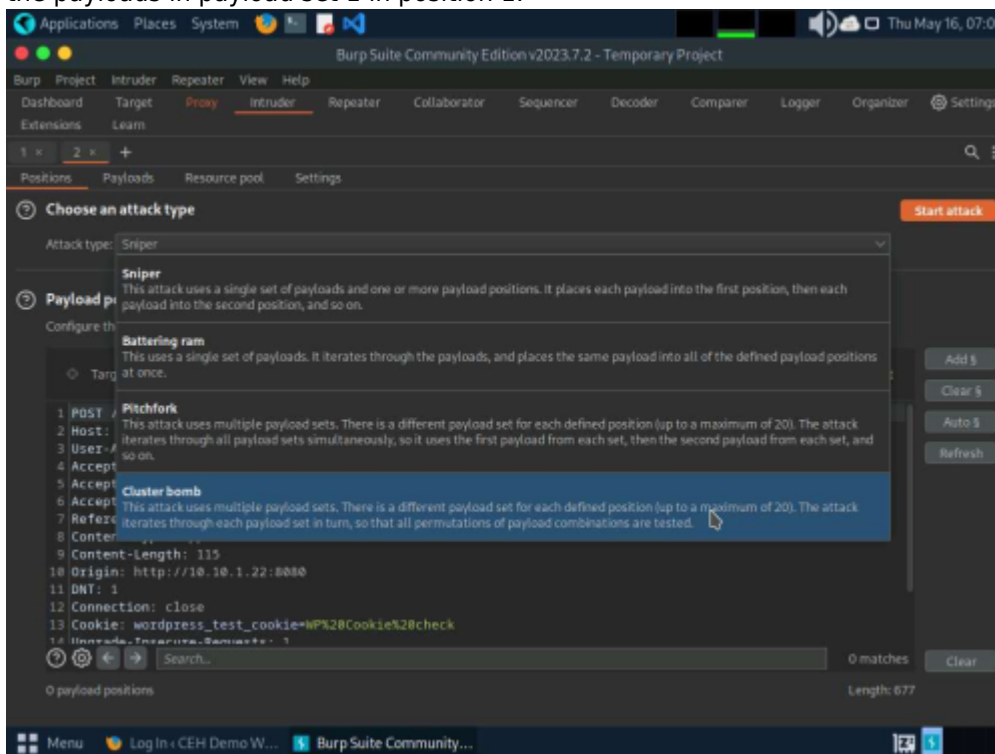 the payloads in payload set 2 in position 2.
Applications Places System Thu May 16, 07:0
Burp Suite Community Edition v2023.7.2 - Temporary Project
Burp Project Intruder Repeater View Help
Dashboard Target Proxy Intruder Repeater Collaborator Sequencer Decoder Comparer Logger Organizer Settings
Extensions Learn
1 × 2 × +
Positions Payloads Resource pool Settings
Choose an attack type
Start attack
Attack type: Sniper
Sniper
This attack uses a single set of payloads and one or more payload positions. It places each payload into the first position, then each
payload into the second position, and so on.
Payload po
Configure th
Battering ram
This uses a single set of payloads. It iterates through the payloads, and places the same payload into all of the defined payload positions
at once.
Add §
Targ
Clear §
Pitchfork
This attack uses multiple payload sets. There is a different payload set for each defined position (up to a maximum of 20). The attack
iterates through all payload sets simultaneously, so it uses the first payload from each set, then the second payload from each set, and
so on.
Auto §
Refresh
Cluster bomb
This attack uses multiple payload sets. There is a different payload set for each defined position (up to a maximum of 20). The attack
iterates through each payload set in turn, so that all permutations of payload combinations are tested.
1 POST /
2 Host:
3 User-A
4 Accept
5 Accept
6 Accept
7 Refere
8 Conten
9 Content-Length: 115
10 Origin: http://10.10.1.22:8080
11 DNT: 1
12 Connection: close
13 Cookie: wordpress_test_cookie=WP%20Cookie%20check
14 Upgrade-Insecure-Requests: 1
Search... 0 matches Clear
0 payload positions Length: 677
Menu Log In ‹ CEH Demo W... Burp Suite Community...